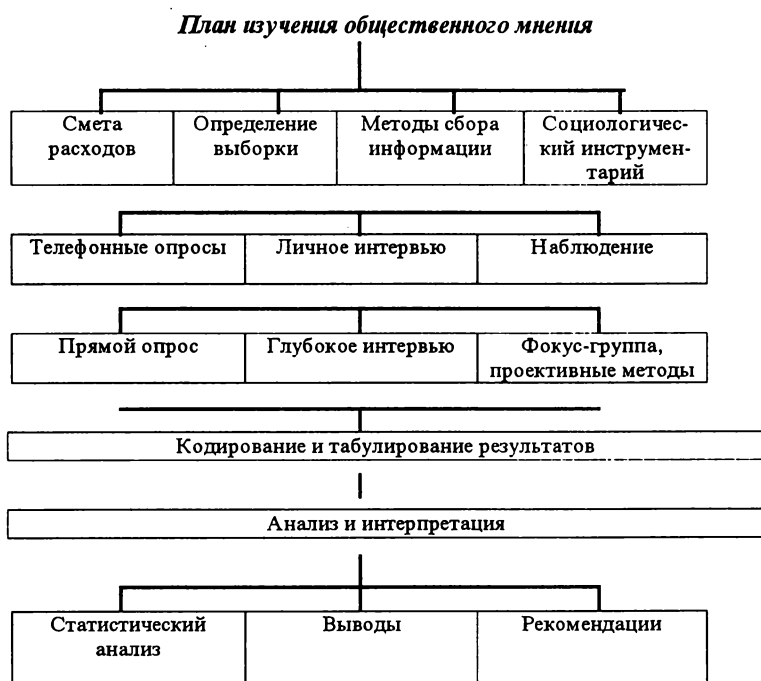 План изучения общественного мнения
Смета
расходов
Определение
выборки
Методы сбора
информации
Социологичес-
кий инструмен-
тарий
Телефонные опросы
Личное интервью
Наблюдение
Прямой опрос
Глубокое интервью
Фокус-группа,
проективные методы
Кодирование и табулирование результатов
Анализ и интерпретация
Статистический
анализ
Выводы
Рекомендации